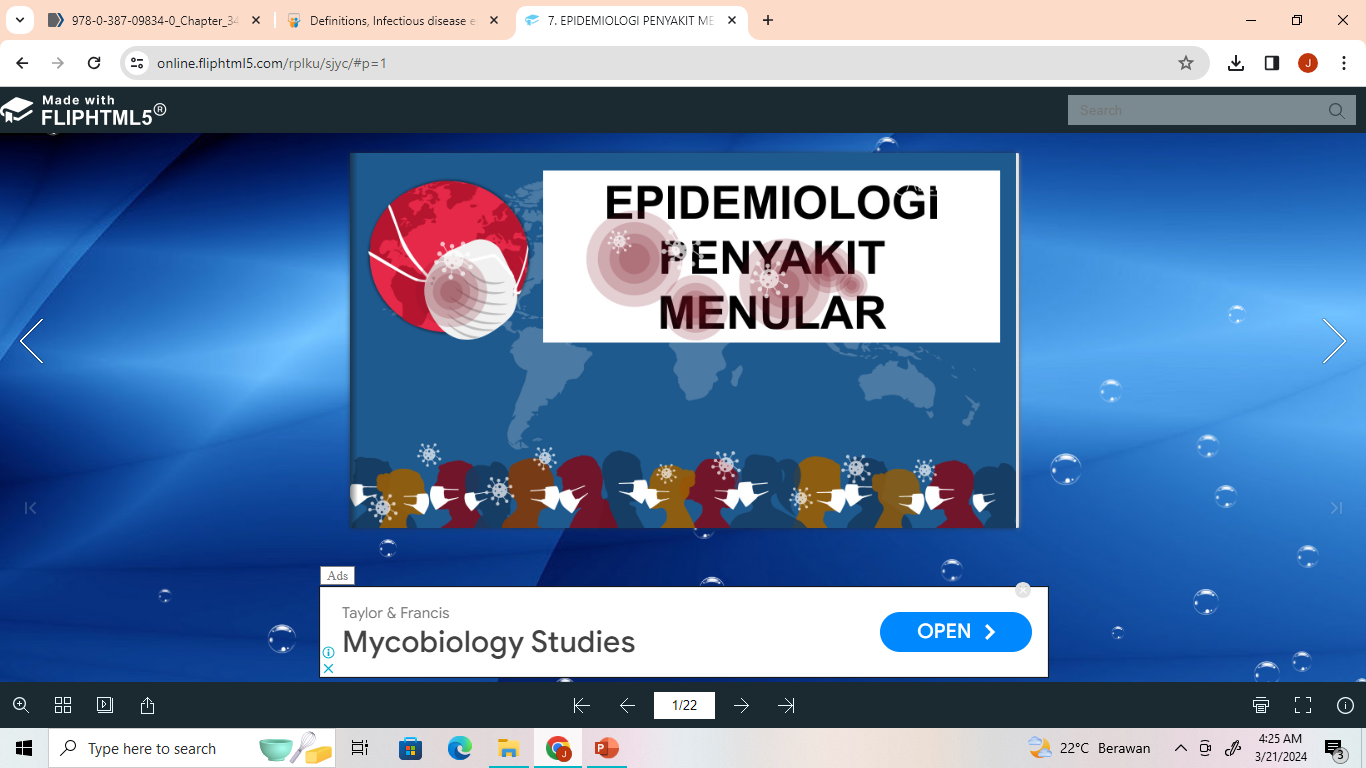 978-0-387-09834-0_Chapter_34
Definitions, Infectious disease e
7. EPIDEMIOLOGI PENYAKIT ME
online.fliphtml5.com/rplku/sjyc/#p=1
J
Made with
FLIPHTML5®
Search
EPIDEMIOLOGI
PENYAKIT
MENULAR
Ads
Taylor & Francis
Mycobiology Studies
OPEN
1/22
Type here to search
22°C Berawan
4:25 AM
3/21/2024
3